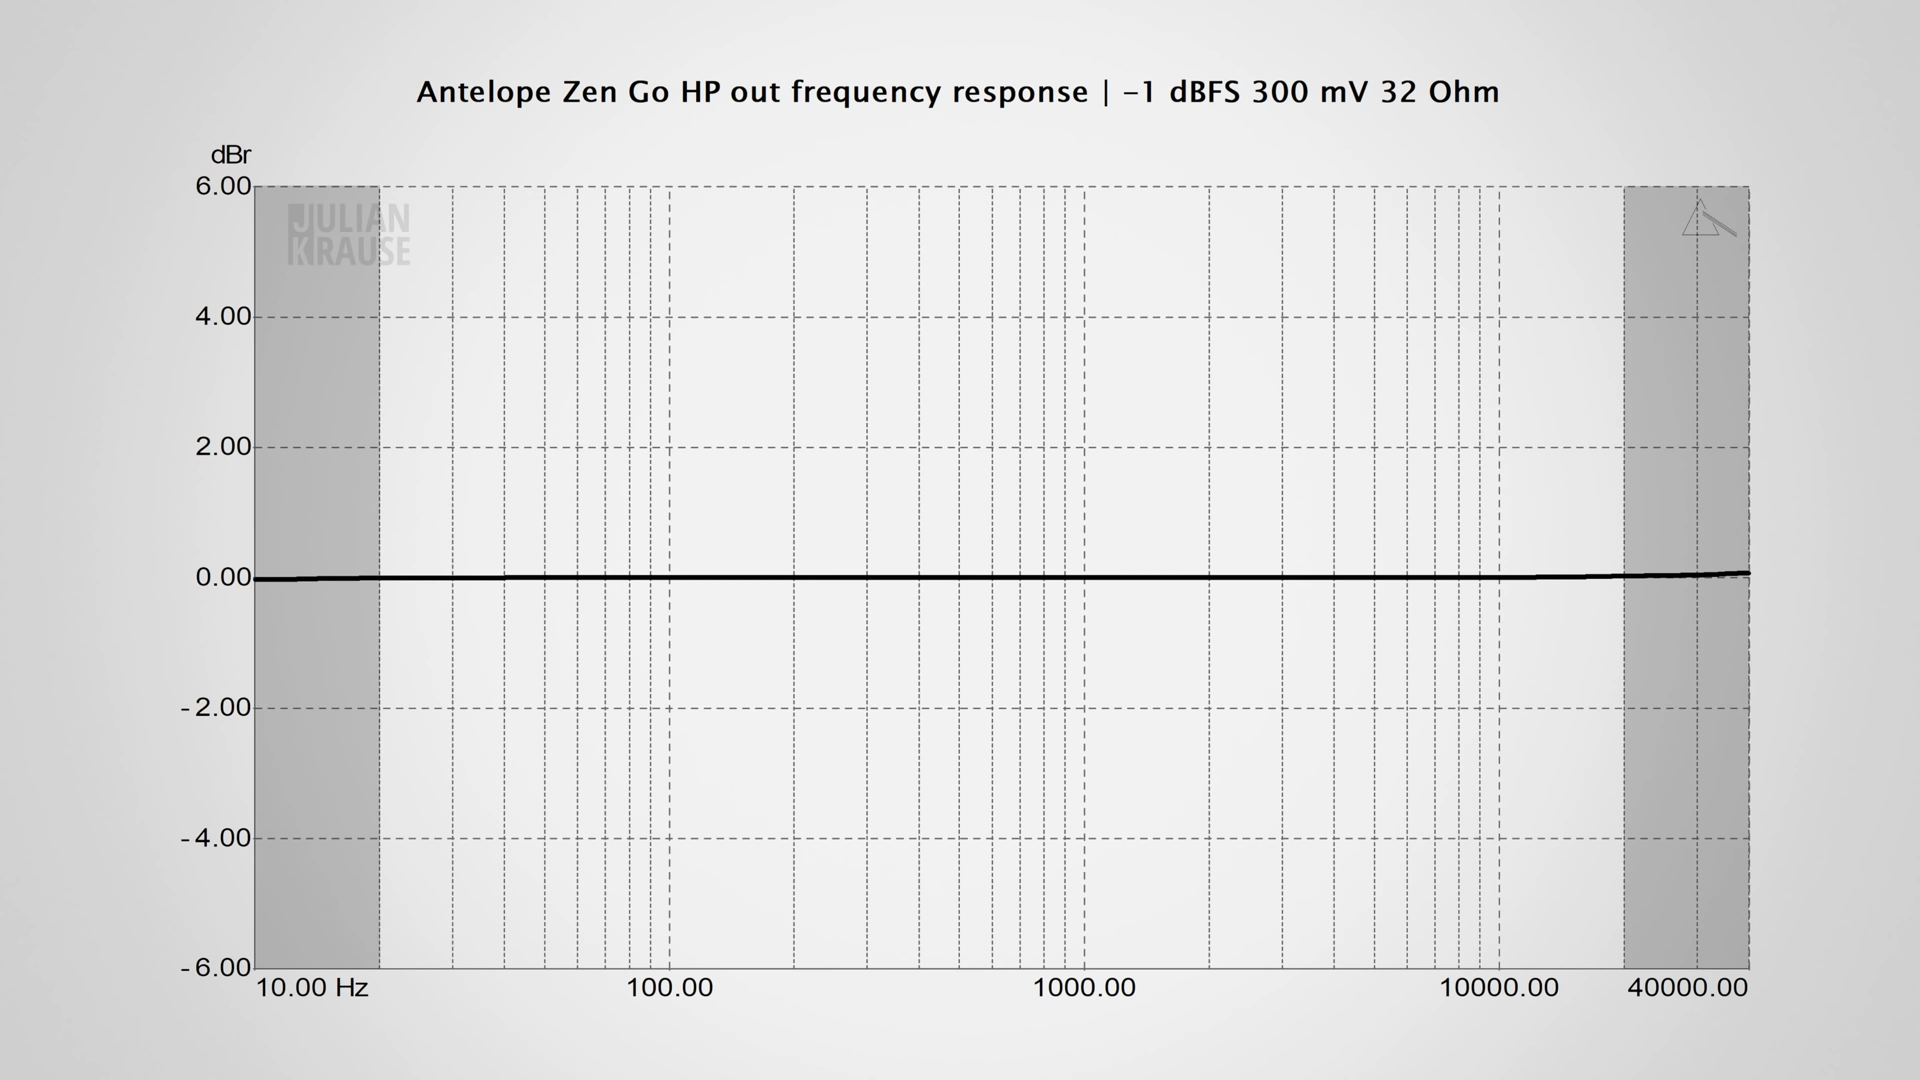 Antelope Zen Go HP out frequency response | –1 dBFS 300 mV 32 Ohm
dBr
6.00
JULIAN
KRAUSE
4.00
2.00
0.00
-2.00
-4.00
-6.00
10.00 Hz 100.00 1000.00 10000.00 40000.00